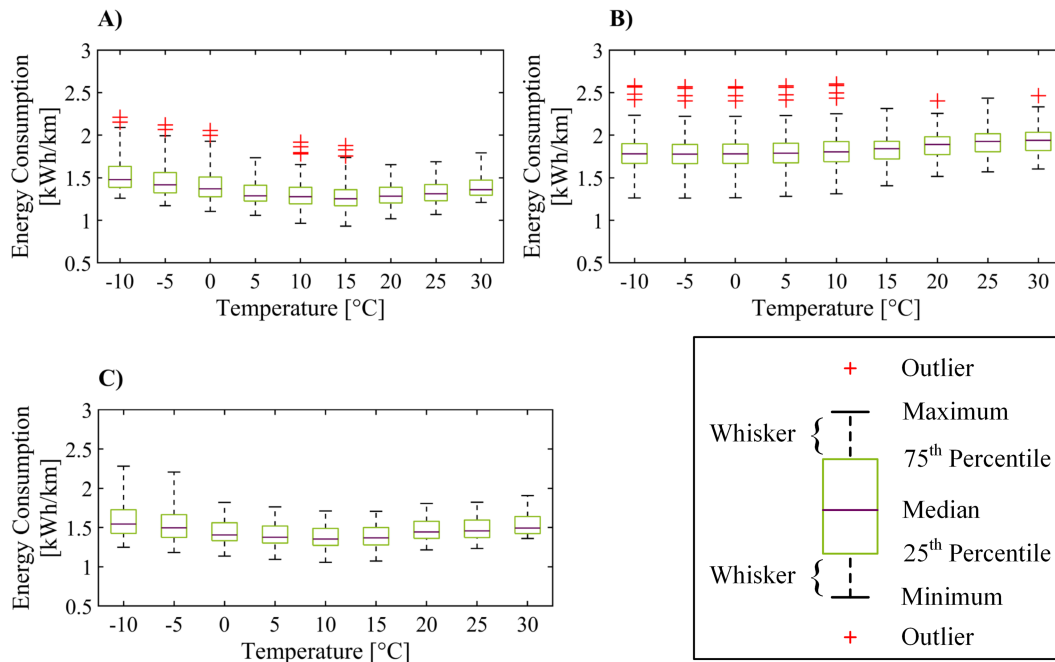 A)
Energy Consumption
[kWh/km]
3
2.5
2
1.5
1
0.5
-10 -5 0 5 10 15 20 25 30
Temperature [°C]
B)
Energy Consumption
[kWh/km]
3
2.5
2
1.5
1
0.5
-10 -5 0 5 10 15 20 25 30
Temperature [°C]
C)
Energy Consumption
[kWh/km]
3
2.5
2
1.5
1
0.5
-10 -5 0 5 10 15 20 25 30
Temperature [°C]
Outlier
Maximum
Whisker {
75th Percentile
Median
25th Percentile
Whisker {
Minimum
Outlier